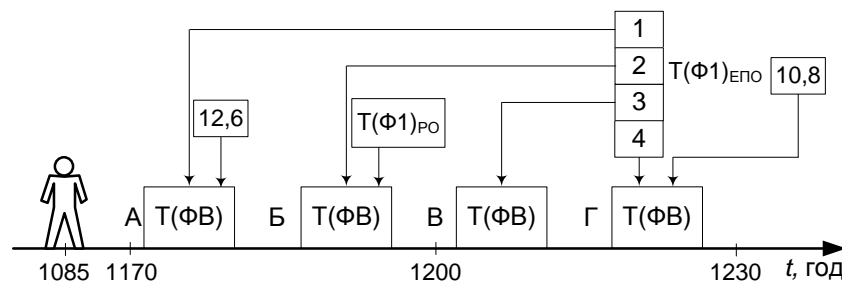 1
2
Т(Ф1)ЕПО
10,8
3
12,6
Т(Ф1)РО
4
А Т(ФВ) Б Т(ФВ) В Т(ФВ) Г Т(ФВ)
1085 1170 1200 1230 t, год